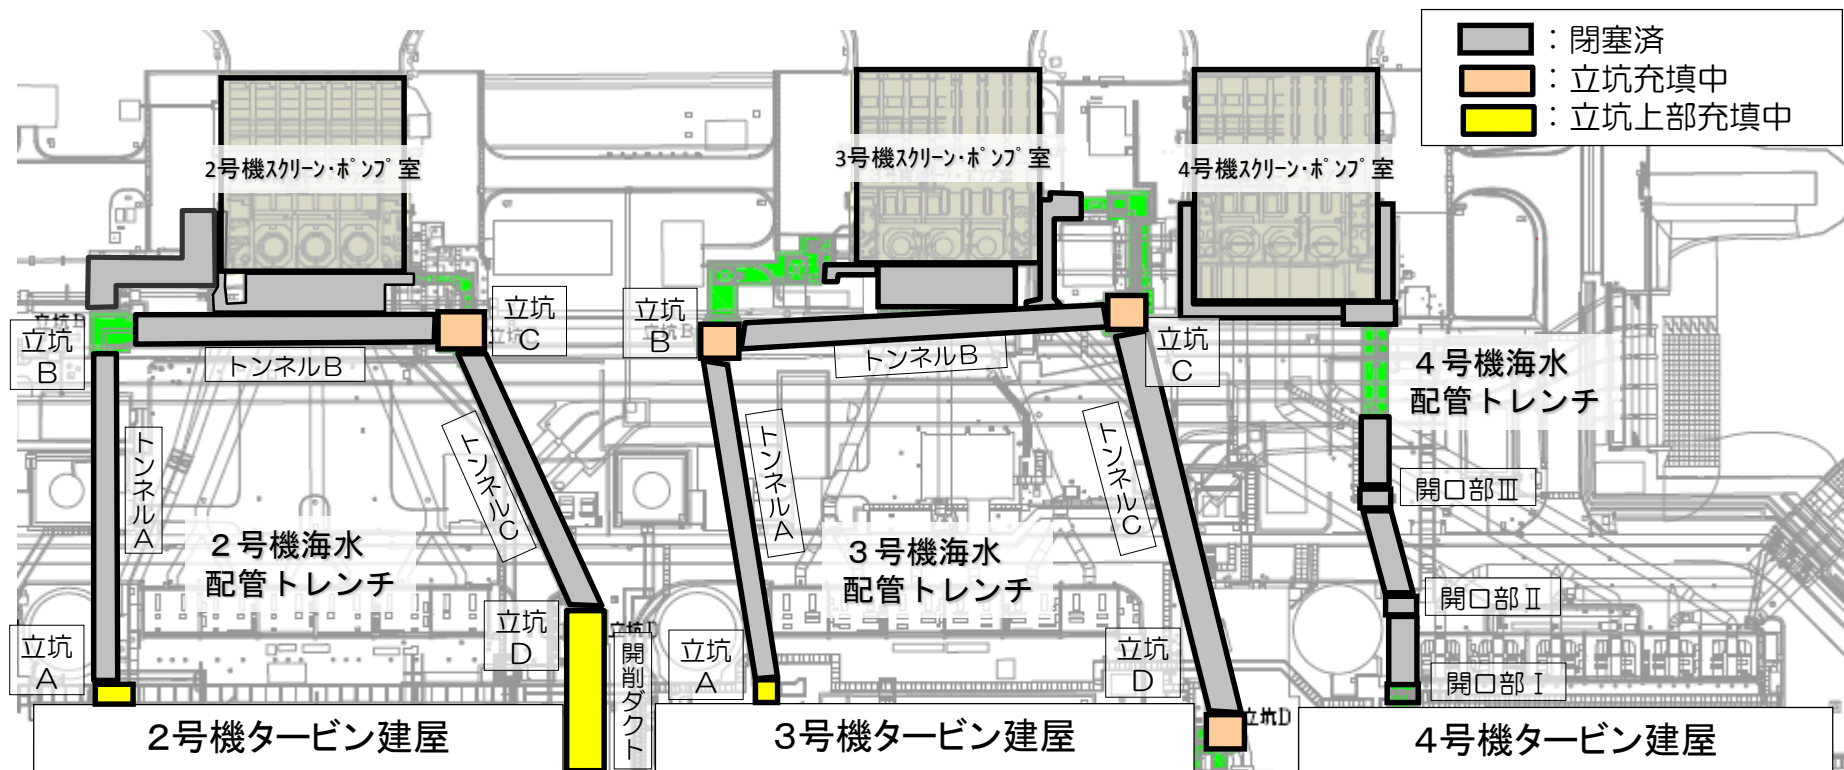 ：閉塞済
：立坑充填中
：立坑上部充填中
2号機スクリーン・ポンプ室
3号機スクリーン・ポンプ室
4号機スクリーン・ポンプ室
立坑
B
トンネルB
立坑
C
立坑
B
立坑B
トンネルB
立坑
C
4号機海水
配管トレンチ
トンネルA
トンネルC
トンネルA
トンネルC
開口部Ⅲ
2号機海水
配管トレンチ
3号機海水
配管トレンチ
開口部Ⅱ
立坑
A
立坑
D
開削ダクト
立坑
A
立坑
D
開口部Ⅰ
立坑D
2号機タービン建屋
3号機タービン建屋
4号機タービン建屋